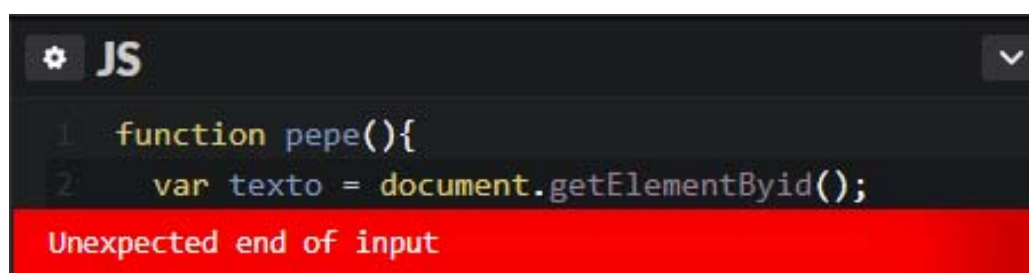 JS
1 function pepe(){
2 var texto = document.getElementByid();
Unexpected end of input